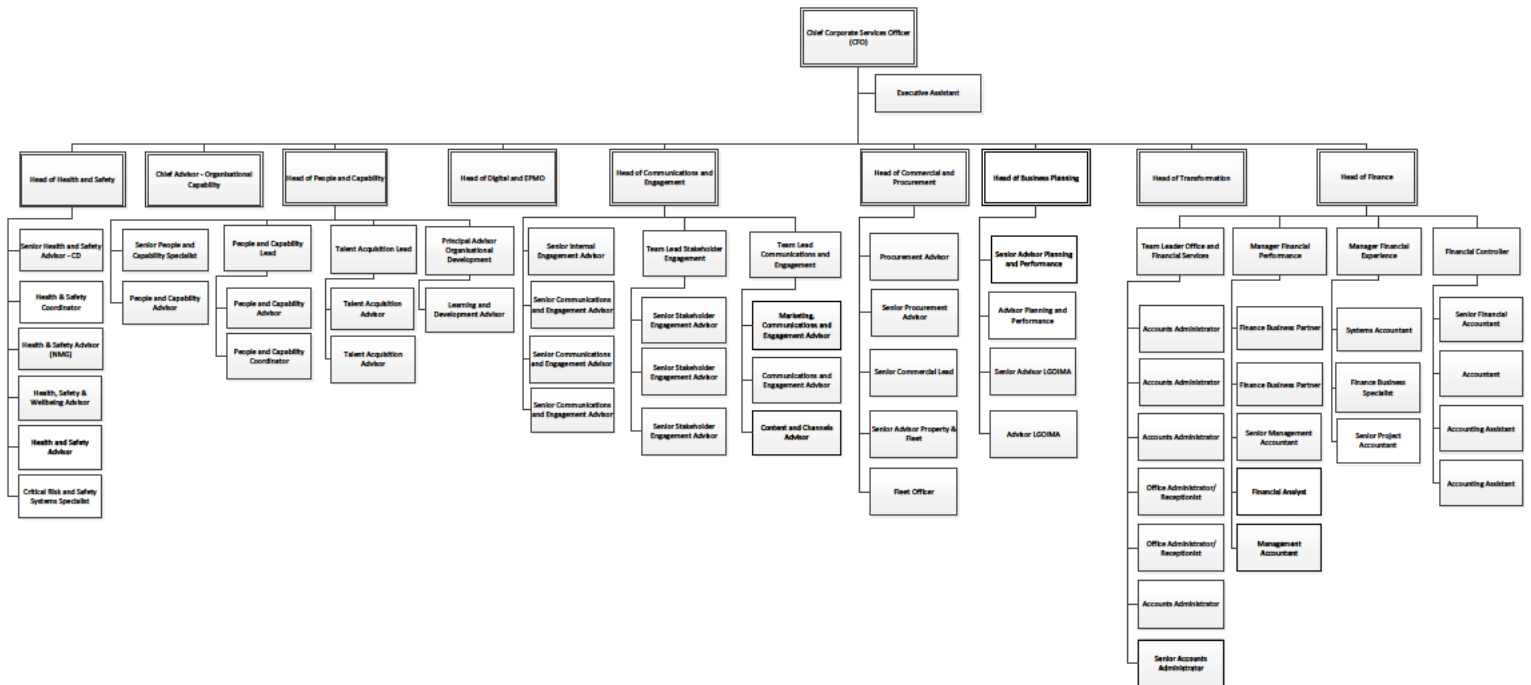 Chief Corporate Services Officer
(CFO)
Executive Assistant
Head of Health and Safety
Chief Advisor - Organisational
Capability
Head of People and Capability
Head of Digital and EPMO
Head of Communications and
Engagement
Head of Commercial and
Procurement
Head of Business Planning
Head of Transformation
Head of Finance
Senior Health and Safety
Advisor - CD
Health & Safety
Coordinator
Health & Safety Advisor
(NMG)
Health, Safety &
Wellbeing Advisor
Health and Safety
Advisor
Critical Risk and Safety
Systems Specialist
Senior People and
Capability Specialist
People and Capability
Advisor
People and Capability
Lead
People and Capability
Advisor
People and Capability
Coordinator
Talent Acquisition Lead
Talent Acquisition
Advisor
Talent Acquisition
Advisor
Principal Advisor
Organisational
Development
Learning and
Development Advisor
Senior Internal
Engagement Advisor
Senior Communications
and Engagement Advisor
Senior Communications
and Engagement Advisor
Senior Communications
and Engagement Advisor
Team Lead Stakeholder
Engagement
Senior Stakeholder
Engagement Advisor
Senior Stakeholder
Engagement Advisor
Senior Stakeholder
Engagement Advisor
Team Lead
Communications and
Engagement
Marketing,
Communications and
Engagement Advisor
Communications and
Engagement Advisor
Content and Channels
Advisor
Procurement Advisor
Senior Procurement
Advisor
Senior Commercial Lead
Senior Advisor Property &
Fleet
Fleet Officer
Senior Advisor Planning
and Performance
Advisor Planning and
Performance
Senior Advisor LGOIMA
Advisor LGOIMA
Team Leader Office and
Financial Services
Accounts Administrator
Accounts Administrator
Accounts Administrator
Office Administrator/
Receptionist
Office Administrator/
Receptionist
Accounts Administrator
Senior Accounts
Administrator
Manager Financial
Performance
Finance Business Partner
Finance Business Partner
Senior Management
Accountant
Financial Analyst
Management
Accountant
Manager Financial
Experience
Systems Accountant
Finance Business
Specialist
Senior Project
Accountant
Financial Controller
Senior Financial
Accountant
Accountant
Accounting Assistant
Accounting Assistant